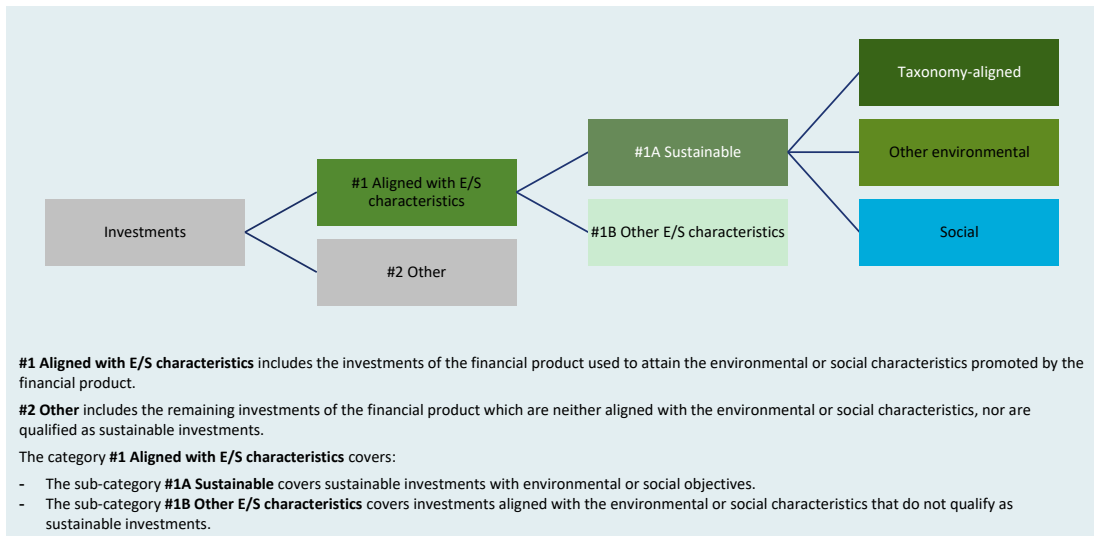 Taxonomy-aligned
#1A Sustainable
Other environmental
#1 Aligned with E/S
characteristics
Investments
#1B Other E/S characteristics
Social
#2 Other
#1 Aligned with E/S characteristics includes the investments of the financial product used to attain the environmental or social characteristics promoted by the
financial product.
#2 Other includes the remaining investments of the financial product which are neither aligned with the environmental or social characteristics, nor are
qualified as sustainable investments.
The category #1 Aligned with E/S characteristics covers:
- The sub-category #1A Sustainable covers sustainable investments with environmental or social objectives.
- The sub-category #1B Other E/S characteristics covers investments aligned with the environmental or social characteristics that do not qualify as
sustainable investments.